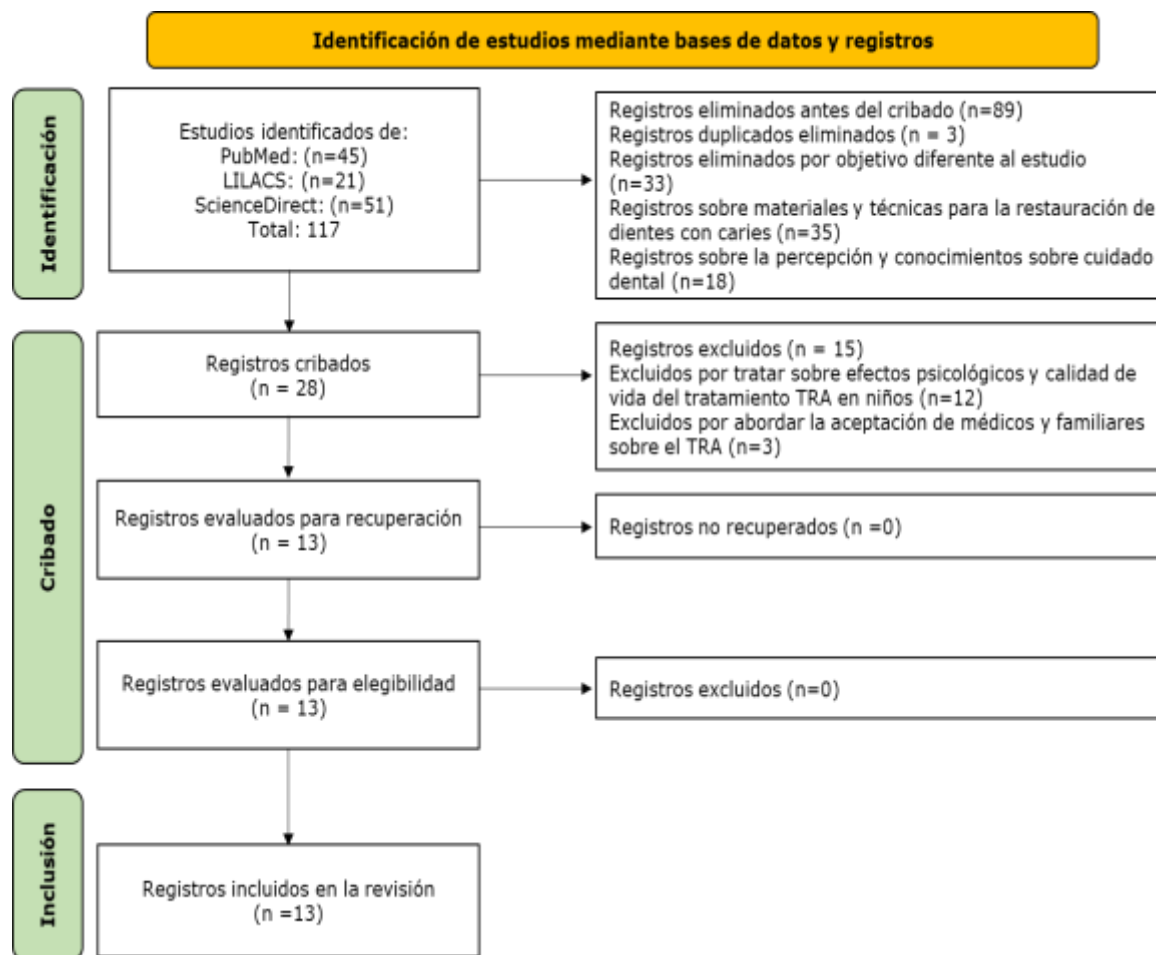 Identificación de estudios mediante bases de datos y registros
Identificación
Estudios identificados de:
PubMed: (n=45)
LILACS: (n=21)
ScienceDirect: (n=51)
Total: 117
Registros eliminados antes del cribado (n=89)
Registros duplicados eliminados (n = 3)
Registros eliminados por objetivo diferente al estudio
(n=33)
Registros sobre materiales y técnicas para la restauración de
dientes con caries (n=35)
Registros sobre la percepción y conocimientos sobre cuidado
dental (n=18)
Cribado
Registros cribados
(n = 28)
Registros excluidos (n = 15)
Excluidos por tratar sobre efectos psicológicos y calidad de
vida del tratamiento TRA en niños (n=12)
Excluidos por abordar la aceptación de médicos y familiares
sobre el TRA (n=3)
Registros evaluados para recuperación
(n = 13)
Registros no recuperados (n =0)
Registros evaluados para elegibilidad
(n = 13)
Registros excluidos (n=0)
Inclusión
Registros incluidos en la revisión
(n =13)